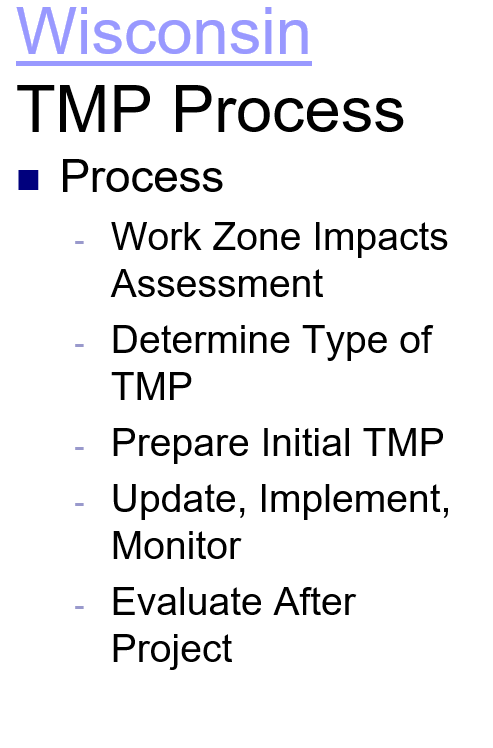 Wisconsin
TMP Process
■ Process
- Work Zone Impacts
Assessment
- Determine Type of
TMP
- Prepare Initial TMP
- Update, Implement,
Monitor
- Evaluate After
Project